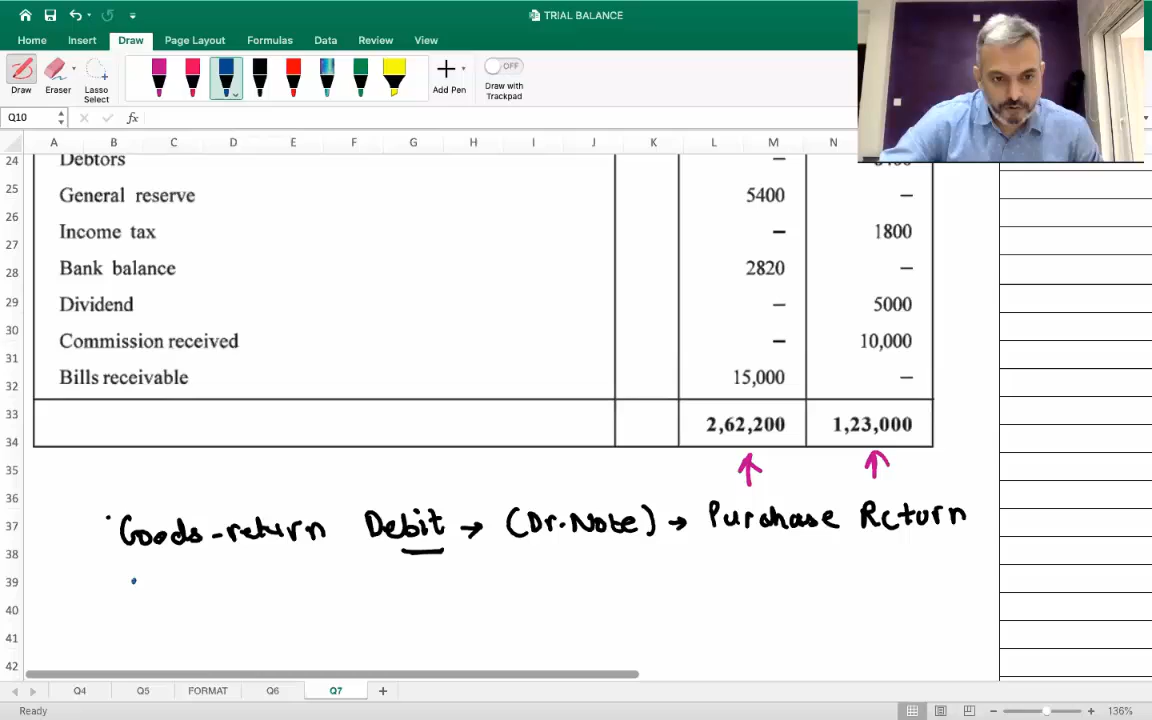 TRIAL BALANCE
Home Insert Draw Page Layout Formulas Data Review View
Draw Eraser Lasso Select Add Pen OFF Draw with Trackpad
Q10 fx
A B C D E F G H I J K L M N
24 Debtors –
25 General reserve 5400 –
26 Income tax – 1800
27
28 Bank balance 2820 –
29 Dividend – 5000
30 Commission received – 10,000
31
32 Bills receivable 15,000 –
33 2,62,200 1,23,000
34
35
36
37 Goods-return Debit → (Dr.Note) → Purchase Return
38
39
40
41
42
Q4 Q5 FORMAT Q6 Q7 +
Ready 136%